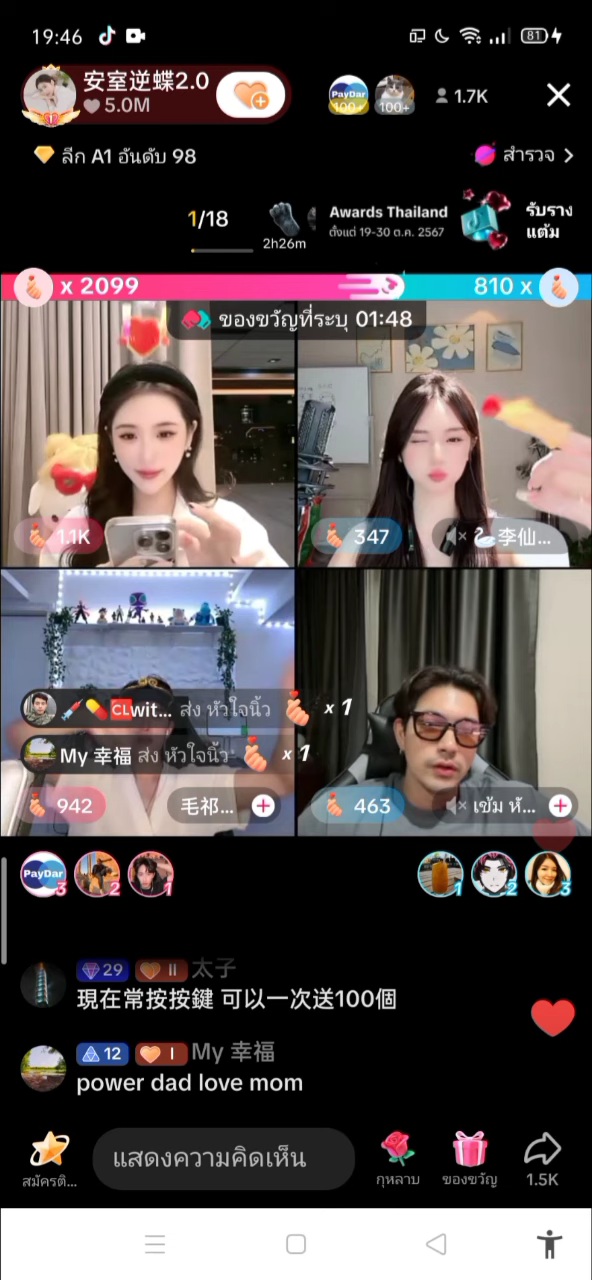 19:46
81
安室逆蝶2.0
5.0M
PayDar
100+
100+
1.7K
ลีก A1 อันดับ 98
สำรวจ
1/18
2h26m
Awards Thailand
ตั้งแต่ 19-30 ต.ค. 2567
รับราง
แต้ม
x 2099
810 x
ของขวัญที่ระบุ 01:48
1.1K
347
李仙...
CLwit... ส่ง หัวใจนิ้ว x 1
My 幸福 ส่ง หัวใจนิ้ว x 1
942
毛祁...
463
เข้ม หั...
PayDar
3
2
1
1
2
3
29 II 太子
現在常按按鍵 可以一次送100個
12 I My 幸福
power dad love mom
สมัครติ...
แสดงความคิดเห็น
กุหลาบ
ของขวัญ
1.5K